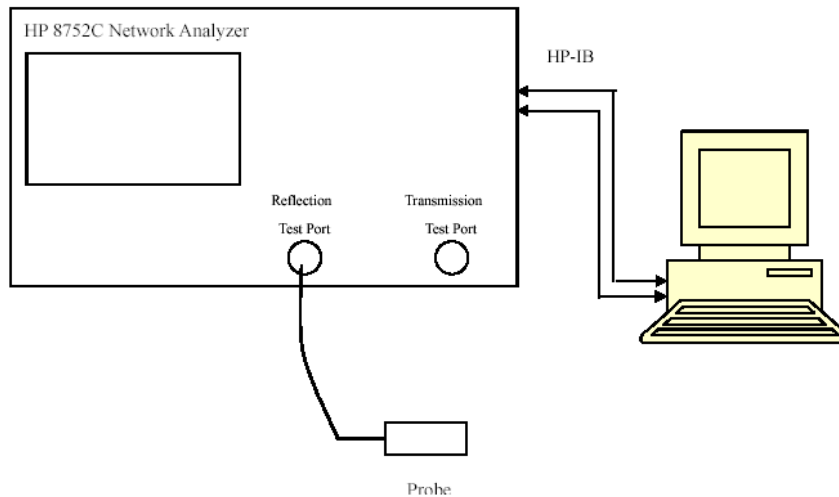 HP 8752C Network Analyzer
HP-IB
Reflection
Test Port
Transmission
Test Port
Probe